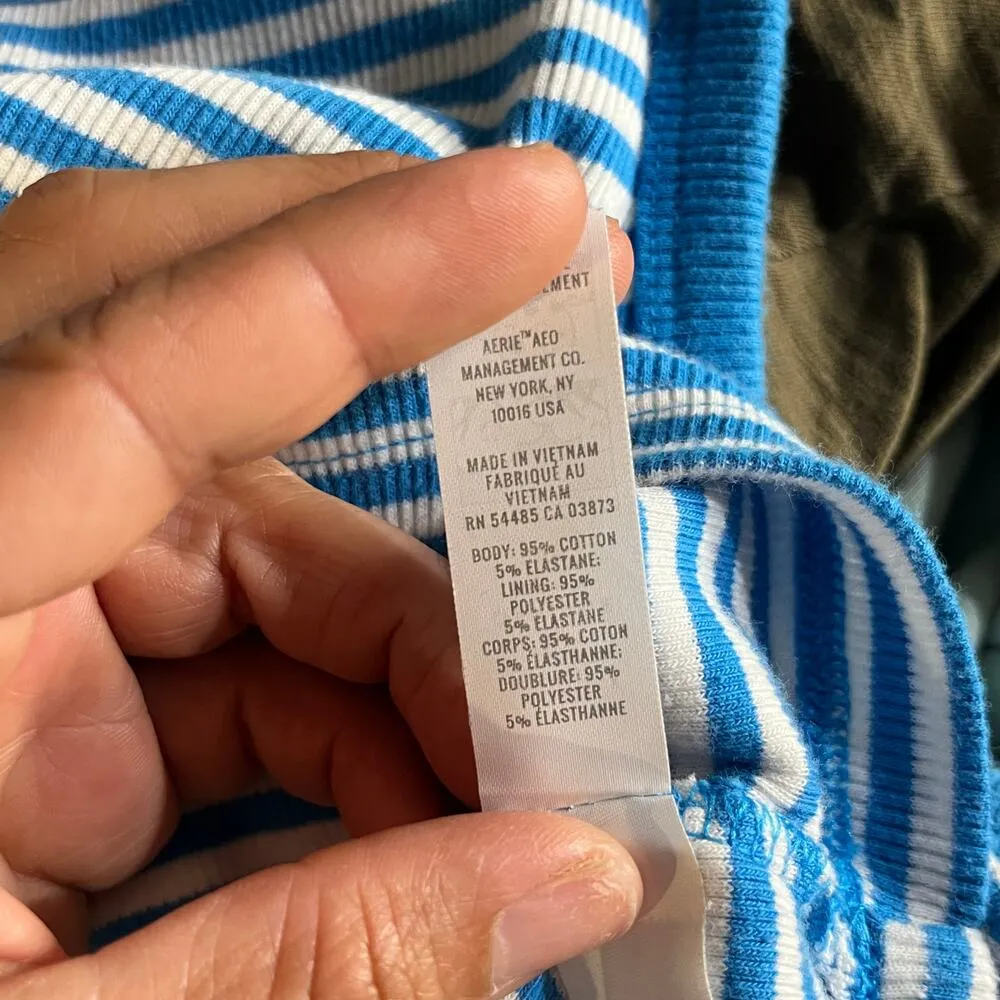 AERIE™AEO
MANAGEMENT CO.
NEW YORK, NY
10016 USA
MADE IN VIETNAM
FABRIQUÉ AU
VIETNAM
RN 54485 CA 03873
BODY: 95% COTTON
5% ELASTANE;
LINING: 95%
POLYESTER
5% ELASTANE
CORPS: 95% COTON
5% ÉLASTHANNE;
DOUBLURE: 95%
POLYESTER
5% ÉLASTHANNE